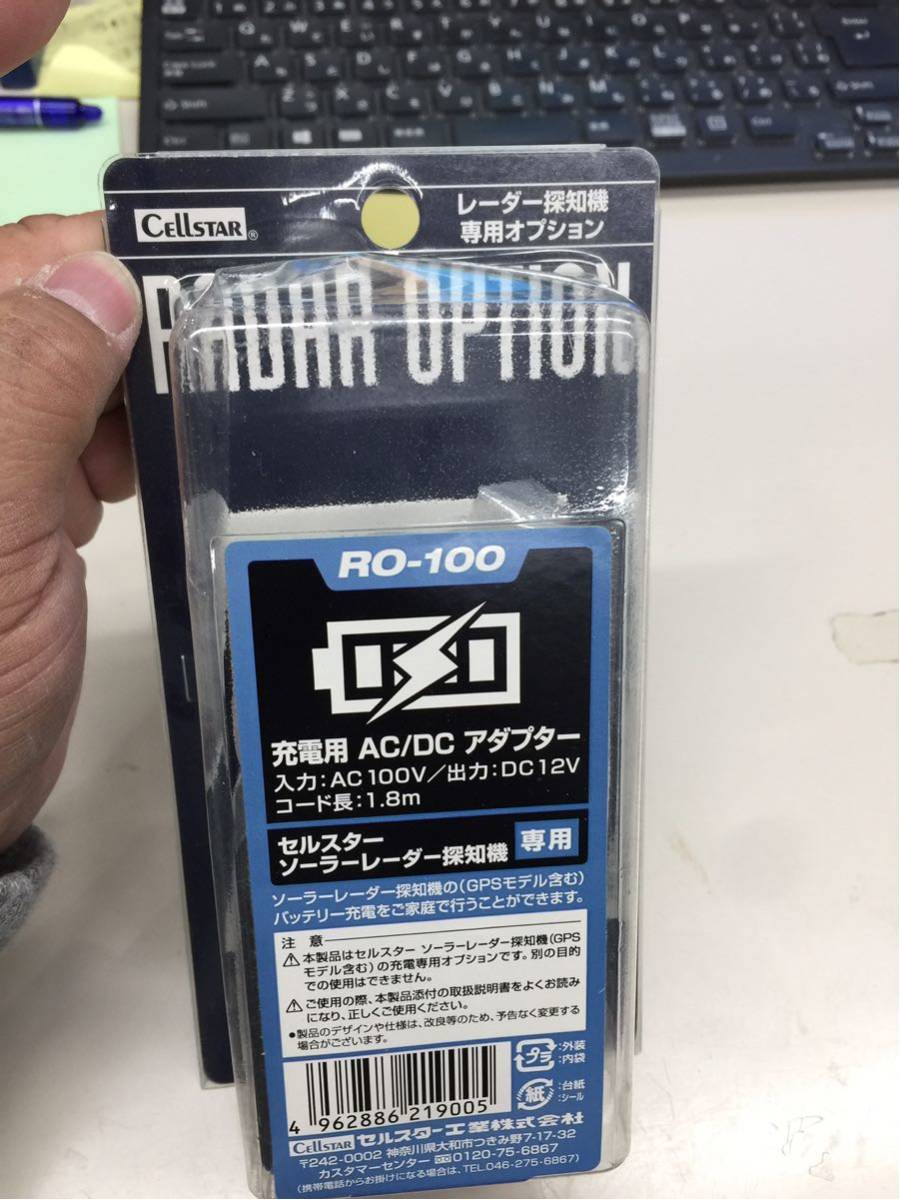 CELLSTAR®
レーダー探知機
専用オプション
RADAR OPTION
RO-100
充電用 AC/DC アダプター
入力:AC100V/出力:DC12V
コード長:1.8m
セルスター
ソーラーレーダー探知機 専用
ソーラーレーダー探知機の(GPSモデル含む)
バッテリー充電をご家庭で行うことができます。
注 意
⚠本製品はセルスター ソーラーレーダー探知機(GPS
モデル含む)の充電専用オプションです。別の目的
での使用はできません。
⚠ご使用の際、本製品添付の取扱説明書をよくお読み
になり、正しくご使用ください。
●製品のデザインや仕様は、改良等のため、予告なく変更する
場合がございます。
プラ :外装
:内袋
紙 :台紙
:シール
4 962886 219005
CELLSTAR セルスター工業株式会社
〒242-0002 神奈川県大和市つきみ野7-17-32
カスタマーセンター 0120-75-6867
(携帯電話からお掛けになる場合は、TEL.046-275-6867)